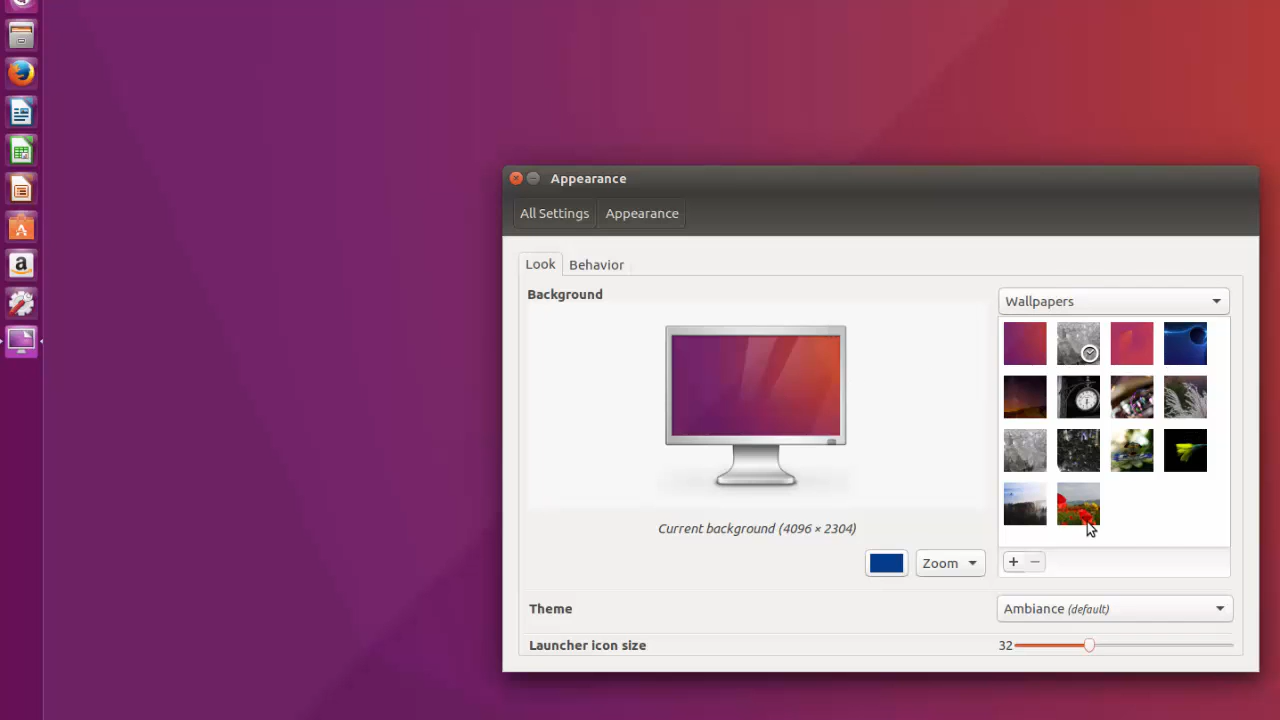 Appearance
All Settings
Appearance
Look
Behavior
Background
Wallpapers
Current background (4096 × 2304)
Zoom
Theme
Ambiance (default)
Launcher icon size
32